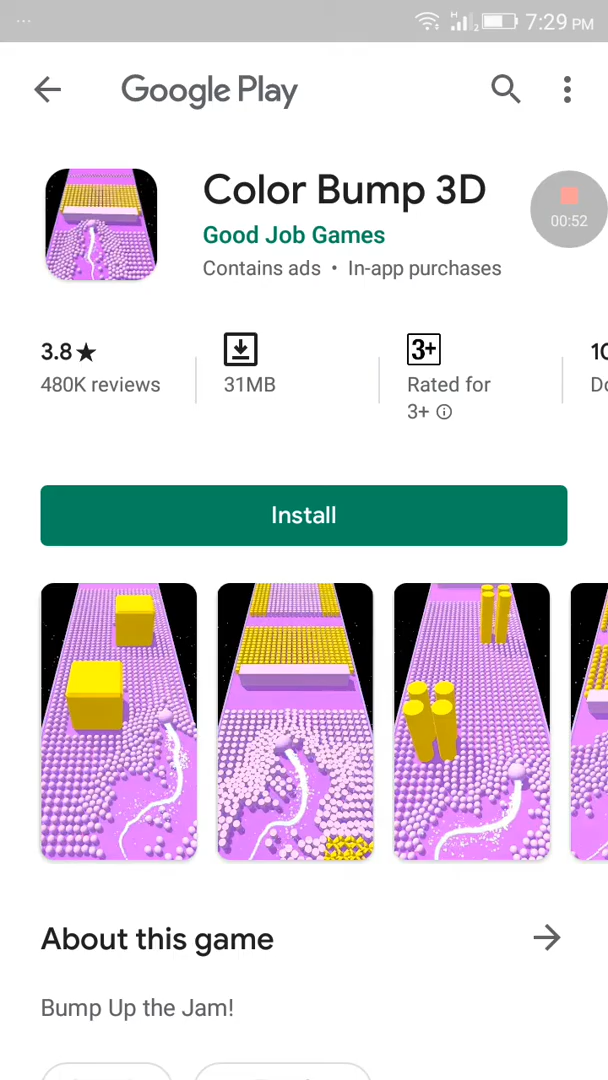 7:29 PM
Google Play
Color Bump 3D
Good Job Games
Contains ads • In-app purchases
00:52
3.8★
480K reviews
31MB
3+
Rated for
3+
Install
About this game
Bump Up the Jam!